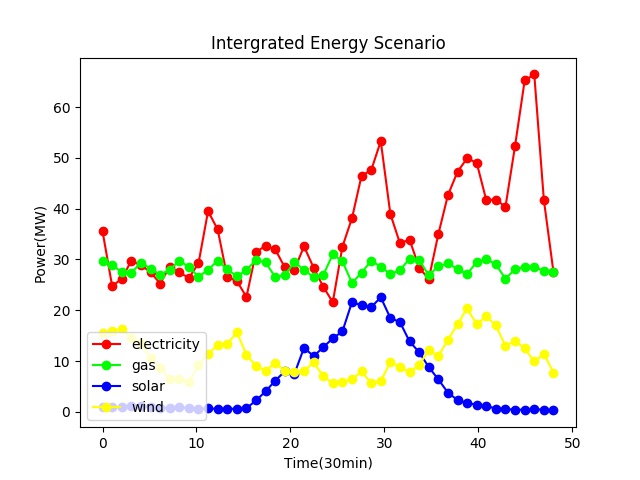 Intergrated Energy Scenario
Power(MW)
60
50
40
30
20
10
0
electricity
gas
solar
wind
0 10 20 30 40 50
Time(30min)